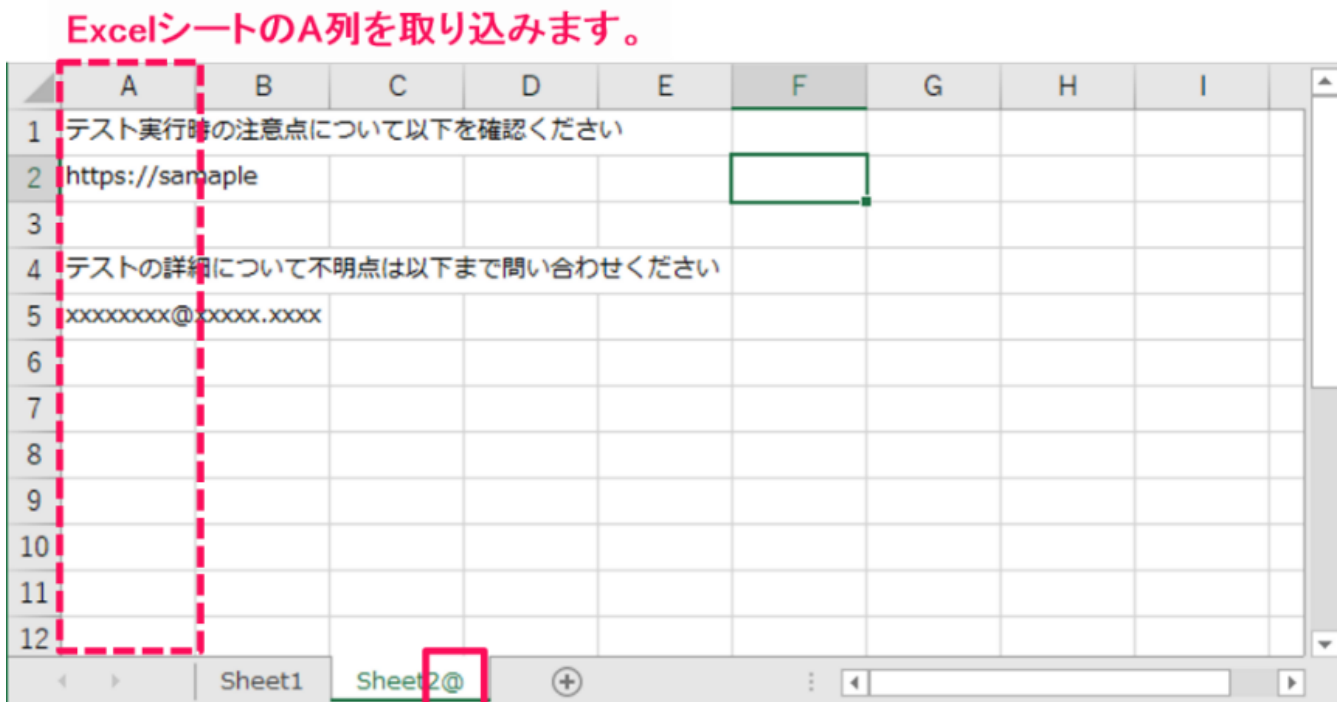 ExcelシートのA列を取り込みます。
A B C D E F G H I
1 テスト実行時の注意点について以下を確認ください
2 https://samaple
3
4 テストの詳細について不明点は以下まで問い合わせください
5 xxxxxxxx@xxxxx.xxxx
6
7
8
9
10
11
12
Sheet1 Sheet2@